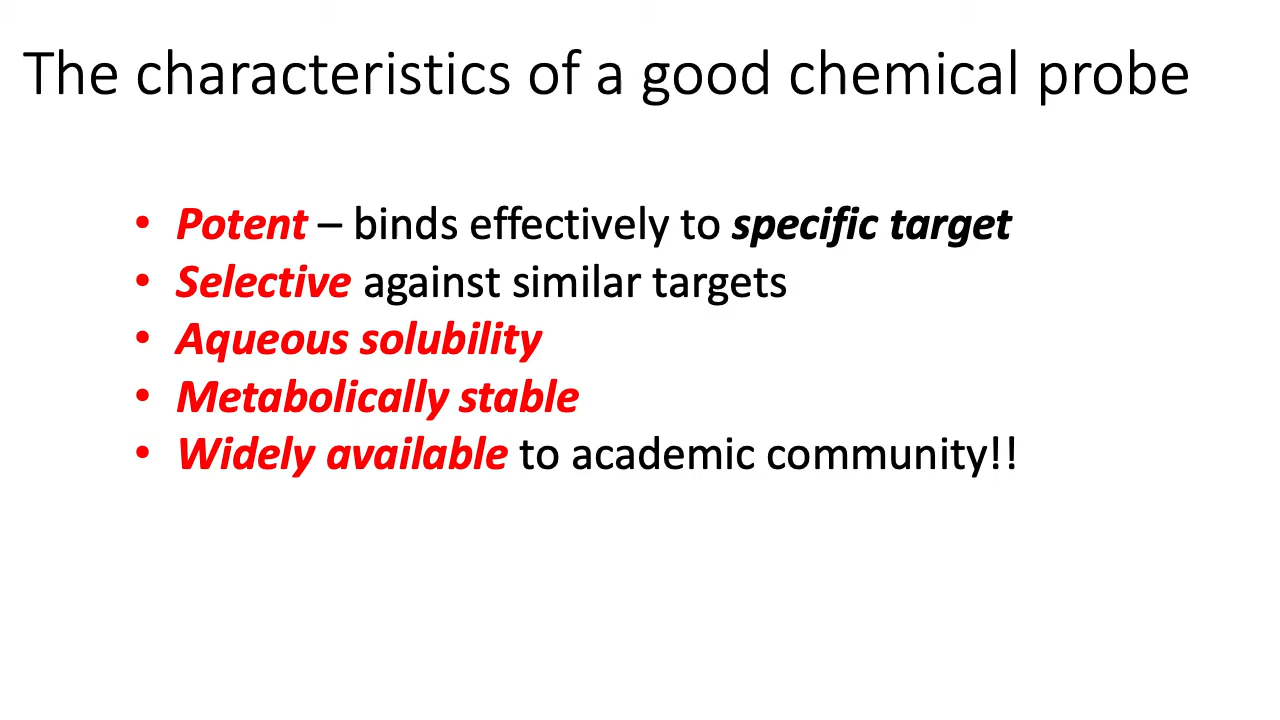 The characteristics of a good chemical probe
• Potent – binds effectively to specific target
• Selective against similar targets
• Aqueous solubility
• Metabolically stable
• Widely available to academic community!!